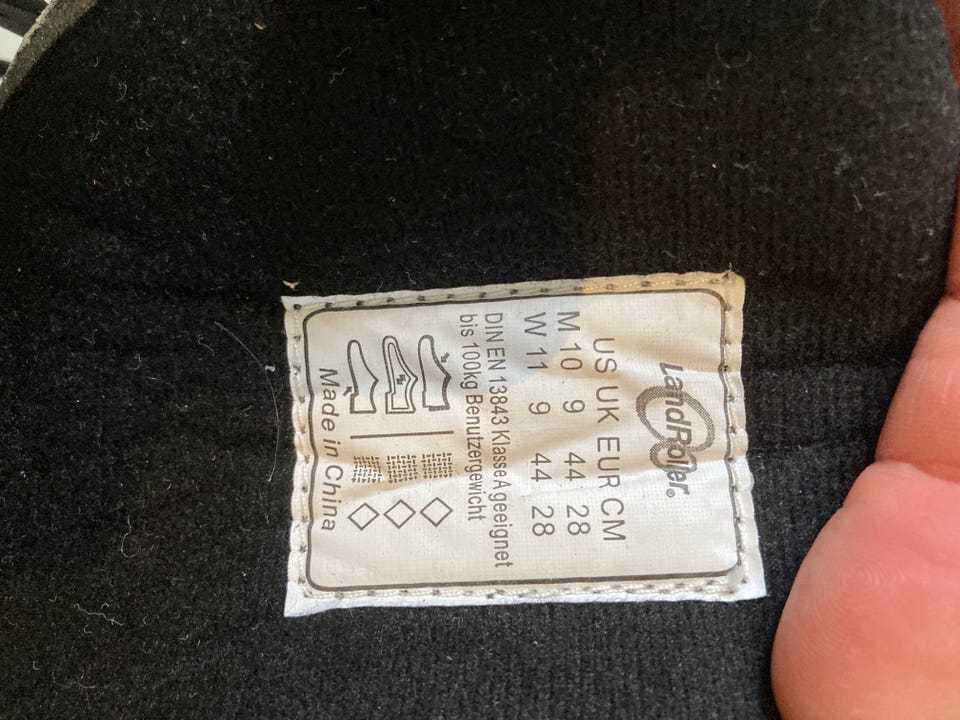 LandRoller®
US UK EUR CM
M 10 9 44 28
W 11 9 44 28
DIN EN 13843 Klasse A geeignet
bis 100kg Benutzergewicht
Made in China